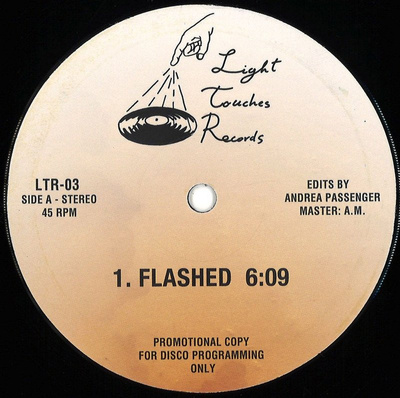 Light
Touches
Records
LTR-03
SIDE A - STEREO
45 RPM
EDITS BY
ANDREA PASSENGER
MASTER: A.M.
1. FLASHED 6:09
PROMOTIONAL COPY
FOR DISCO PROGRAMMING
ONLY